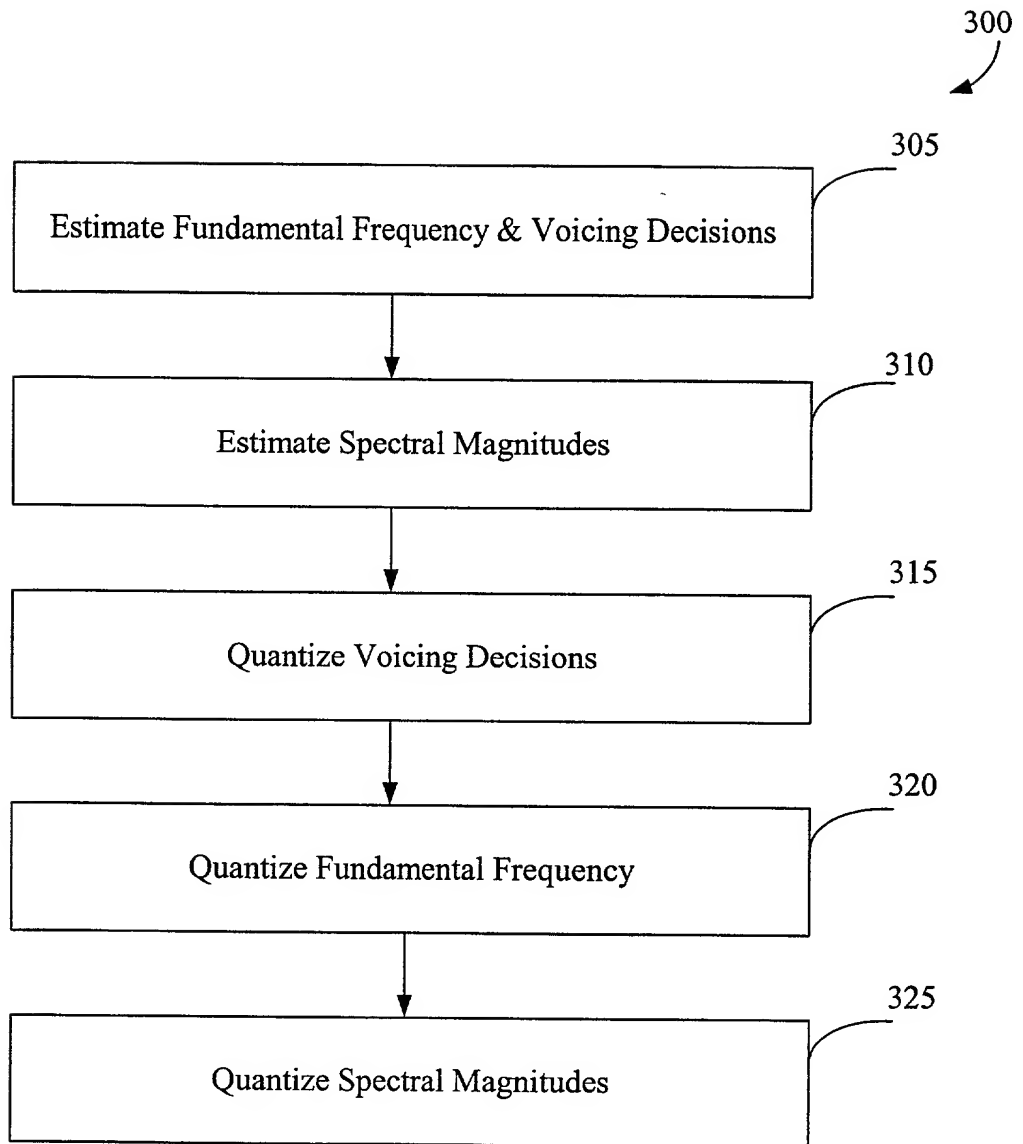 300
305
Estimate Fundamental Frequency & Voicing Decisions
310
Estimate Spectral Magnitudes
315
Quantize Voicing Decisions
320
Quantize Fundamental Frequency
325
Quantize Spectral Magnitudes